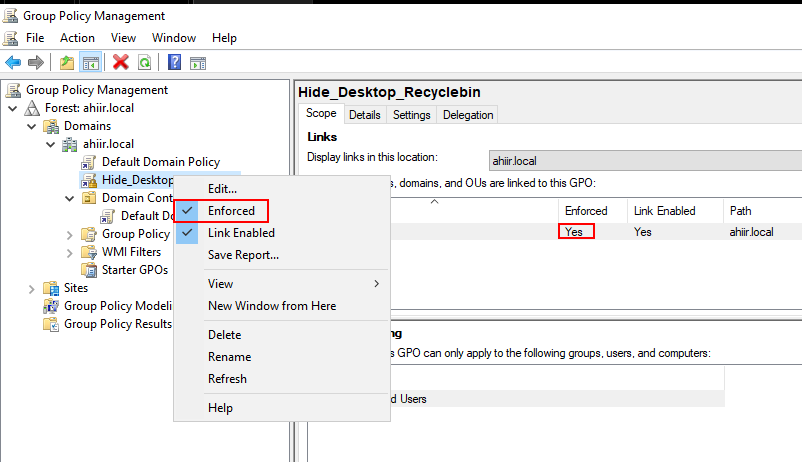 Group Policy Management
File Action View Window Help
Group Policy Management
Forest: ahiir.local
Domains
ahiir.local
Default Domain Policy
Hide_Desktop
Domain Cont
Default Do
Group Policy
WMI Filters
Starter GPOs
Sites
Group Policy Modeli
Group Policy Results
Edit...
Enforced
Link Enabled
Save Report...
View
New Window from Here
Delete
Rename
Refresh
Help
Hide_Desktop_Recyclebin
Scope Details Settings Delegation
Links
Display links in this location: ahiir.local
s, domains, and OUs are linked to this GPO:
Enforced Link Enabled Path
Yes Yes ahiir.local
ng
s GPO can only apply to the following groups, users, and computers:
d Users